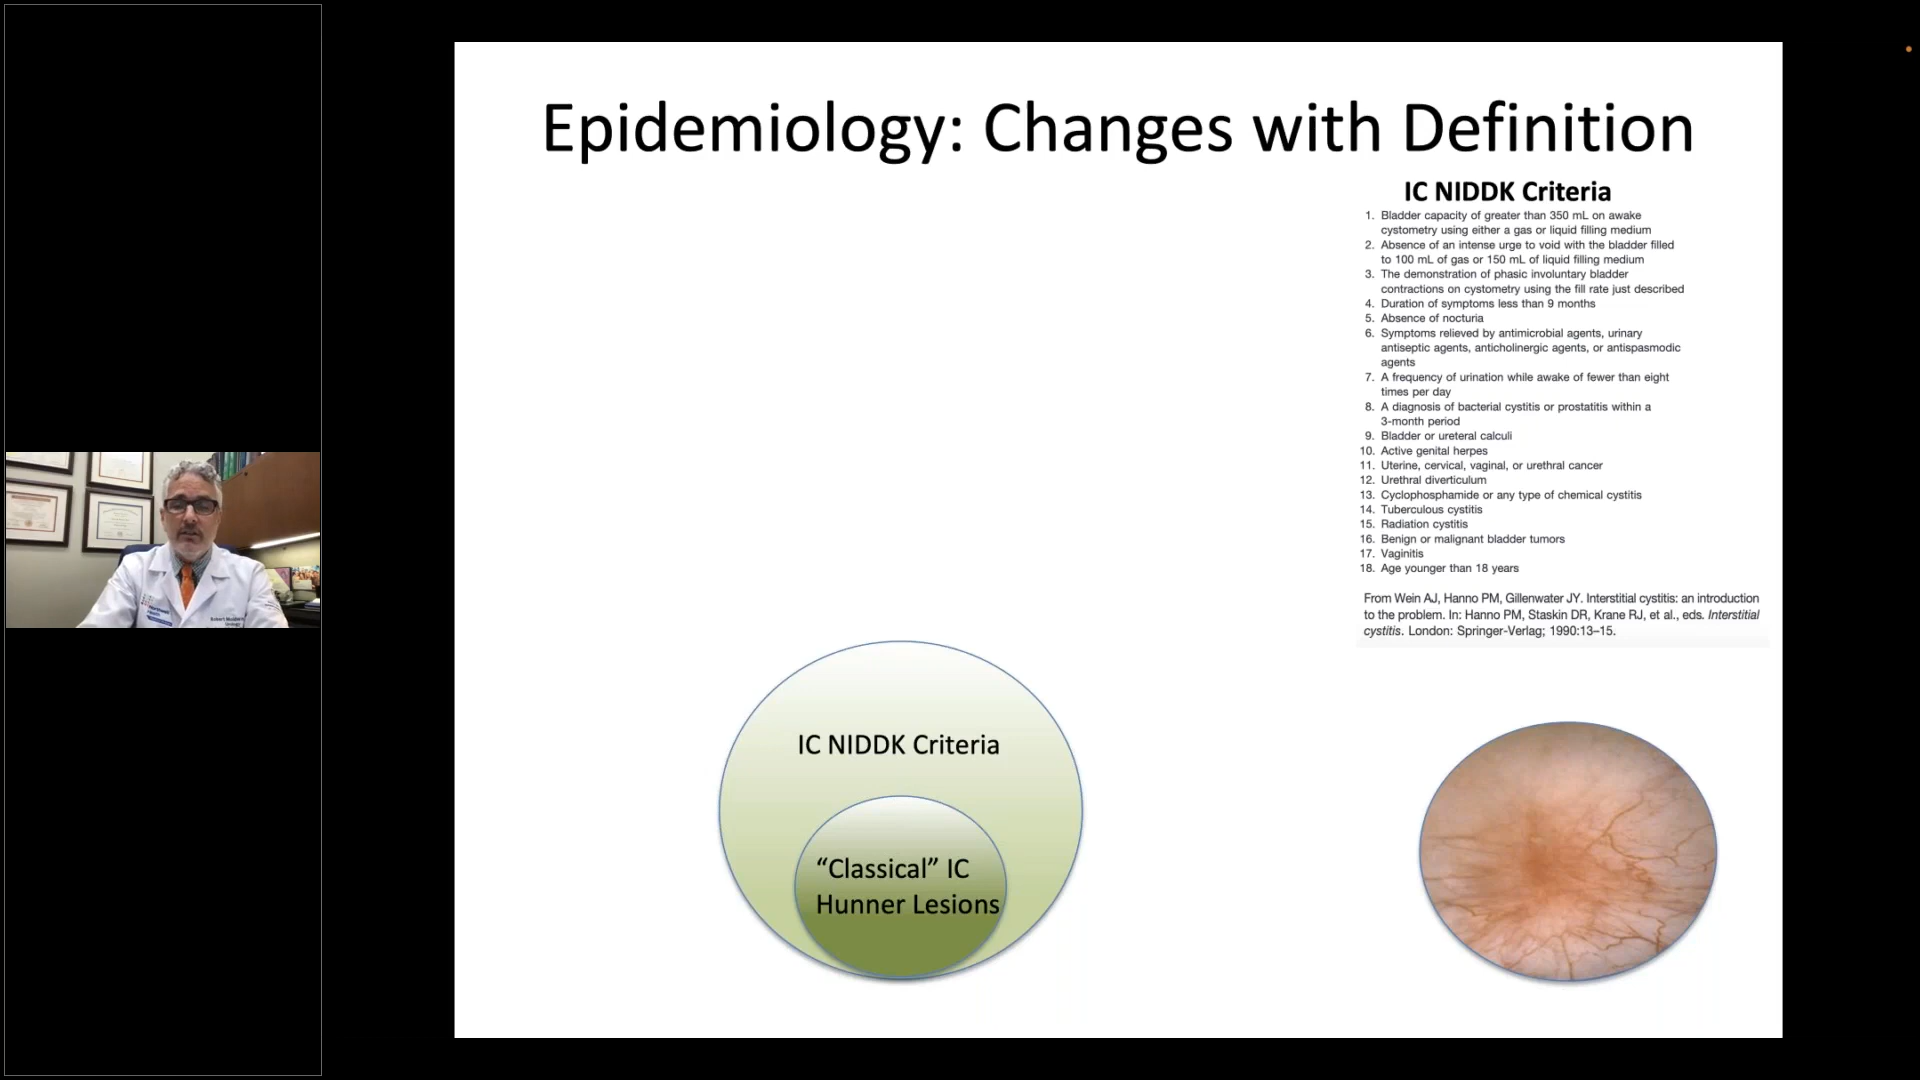 Epidemiology: Changes with Definition
IC NIDDK Criteria
1. Bladder capacity of greater than 350 mL on awake
cystometry using either a gas or liquid filling medium
2. Absence of an intense urge to void with the bladder filled
to 100 mL of gas or 150 mL of liquid filling medium
3. The demonstration of phasic involuntary bladder
contractions on cystometry using the fill rate just described
4. Duration of symptoms less than 9 months
5. Absence of nocturia
6. Symptoms relieved by antimicrobial agents, urinary
antiseptic agents, anticholinergic agents, or antispasmodic
agents
7. A frequency of urination while awake of fewer than eight
times per day
8. A diagnosis of bacterial cystitis or prostatitis within a
3-month period
9. Bladder or ureteral calculi
10. Active genital herpes
11. Uterine, cervical, vaginal, or urethral cancer
12. Urethral diverticulum
13. Cyclophosphamide or any type of chemical cystitis
14. Tuberculous cystitis
15. Radiation cystitis
16. Benign or malignant bladder tumors
17. Vaginitis
18. Age younger than 18 years
From Wein AJ, Hanno PM, Gillenwater JY. Interstitial cystitis: an introduction
to the problem. In: Hanno PM, Staskin DR, Krane RJ, et al., eds. Interstitial
cystitis. London: Springer-Verlag; 1990:13–15.
IC NIDDK Criteria
“Classical” IC
Hunner Lesions
Northwell
Health
Urology